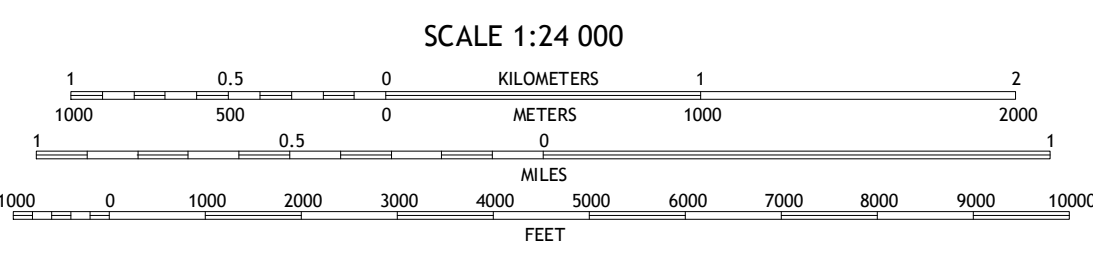 SCALE 1:24 000
1 0.5 0 KILOMETERS 1 2
1000 500 0 METERS 1000 2000
1 0.5 0 1
MILES
1000 0 1000 2000 3000 4000 5000 6000 7000 8000 9000 10000
FEET